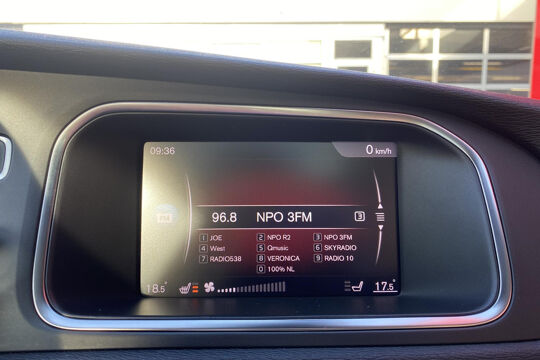 09:36 0 km/h
FM
96.8 NPO 3FM 3
1 JOE 2 NPO R2 3 NPO 3FM
4 West 5 Qmusic 6 SKYRADIO
7 RADIO538 8 VERONICA 9 RADIO 10
0 100% NL
18.5° 17.5°